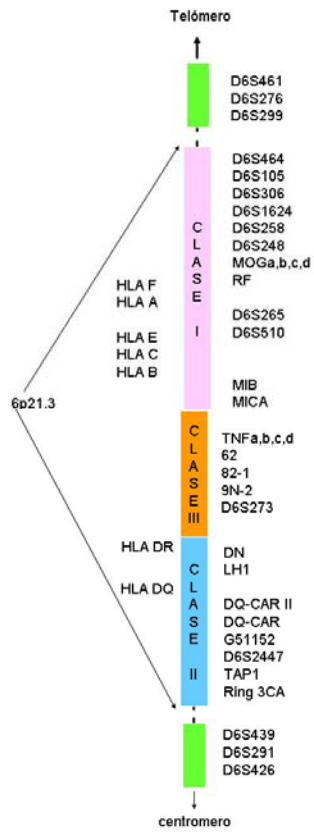 Telómero
D6S461
D6S276
D6S299
D6S464
D6S105
D6S306
D6S1624
D6S258
D6S248
MOGa,b,c,d
RF
D6S265
D6S510
MIB
MICA
CLASE I
HLA F
HLA A
HLA E
HLA C
HLA B
6p21.3
CLASE III
TNFa,b,c,d
62
82-1
9N-2
D6S273
HLA DR
HLA DQ
CLASE II
DN
LH1
DQ-CAR II
DQ-CAR
G51152
D6S2447
TAP1
Ring 3CA
D6S439
D6S291
D6S426
centromero